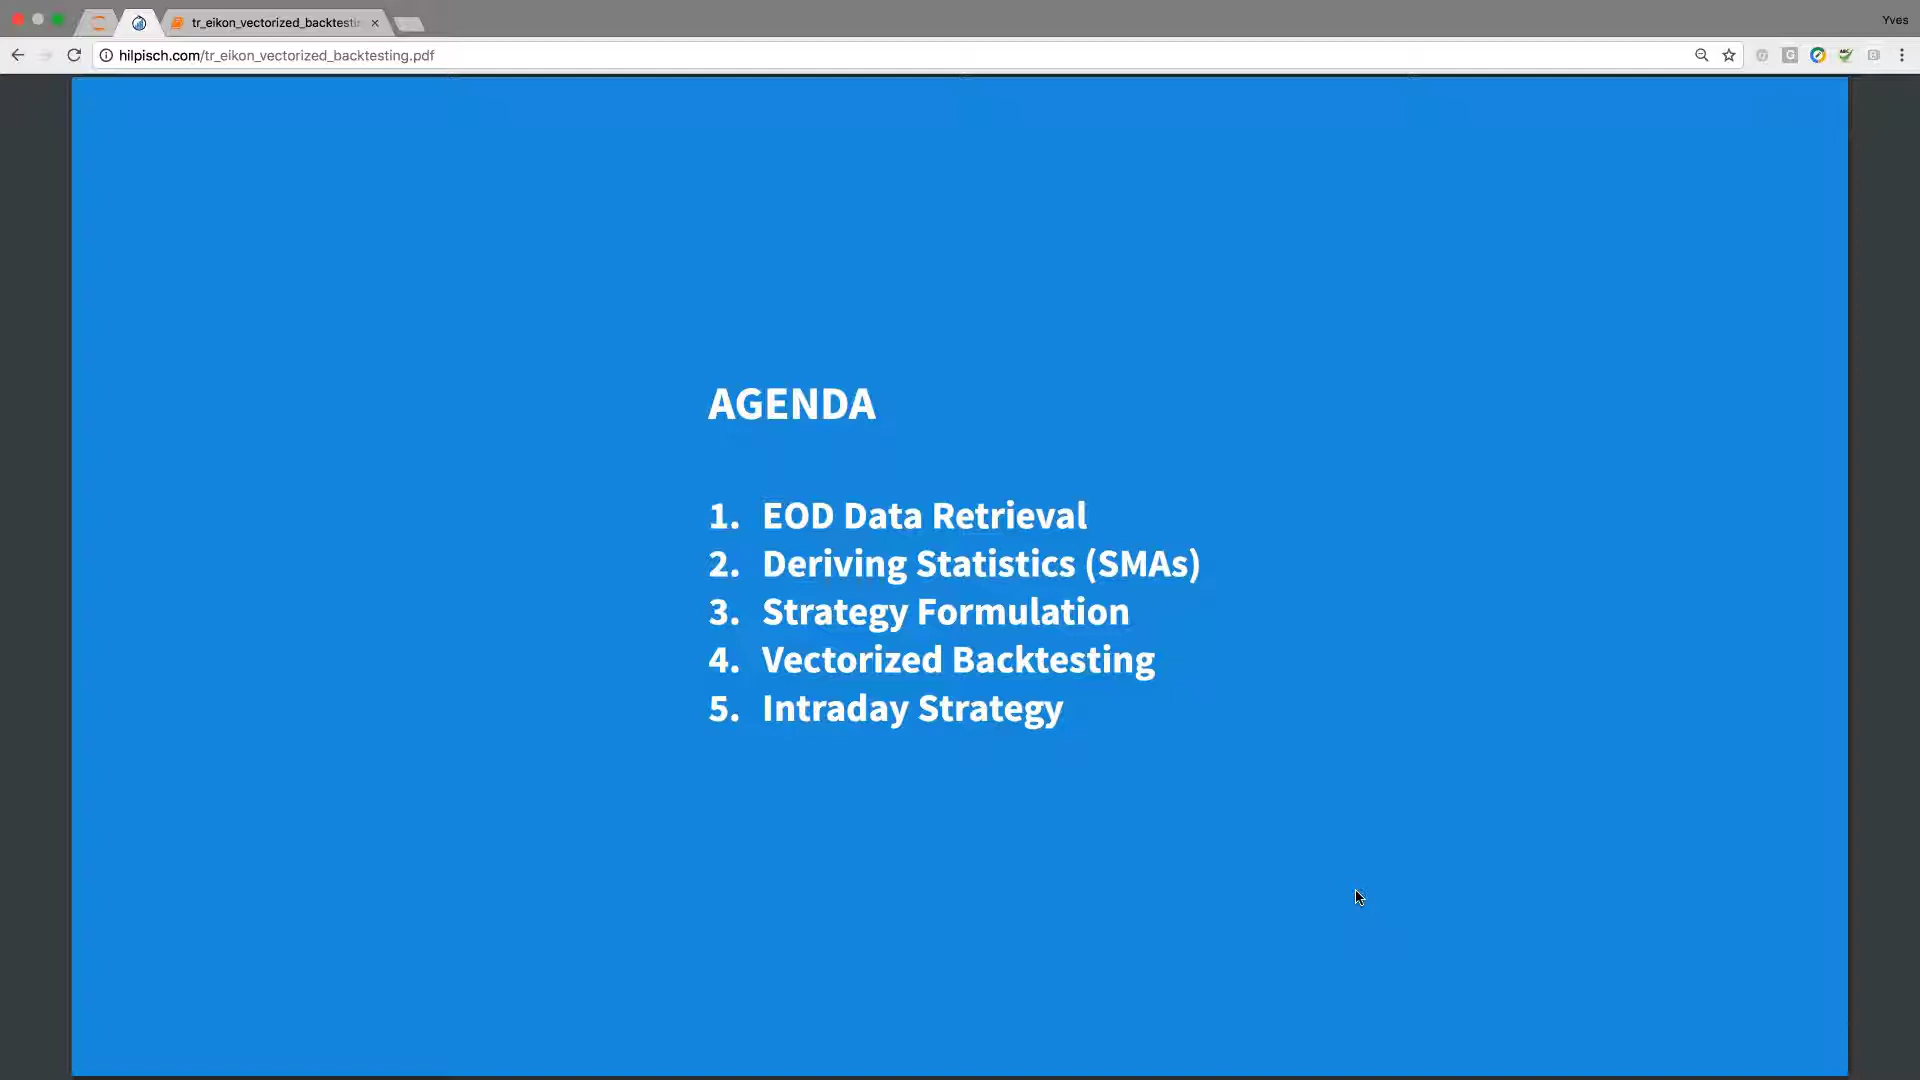 tr_eikon_vectorized_backtesti
Yves
hilpisch.com/tr_eikon_vectorized_backtesting.pdf
AGENDA
1. EOD Data Retrieval
2. Deriving Statistics (SMAs)
3. Strategy Formulation
4. Vectorized Backtesting
5. Intraday Strategy